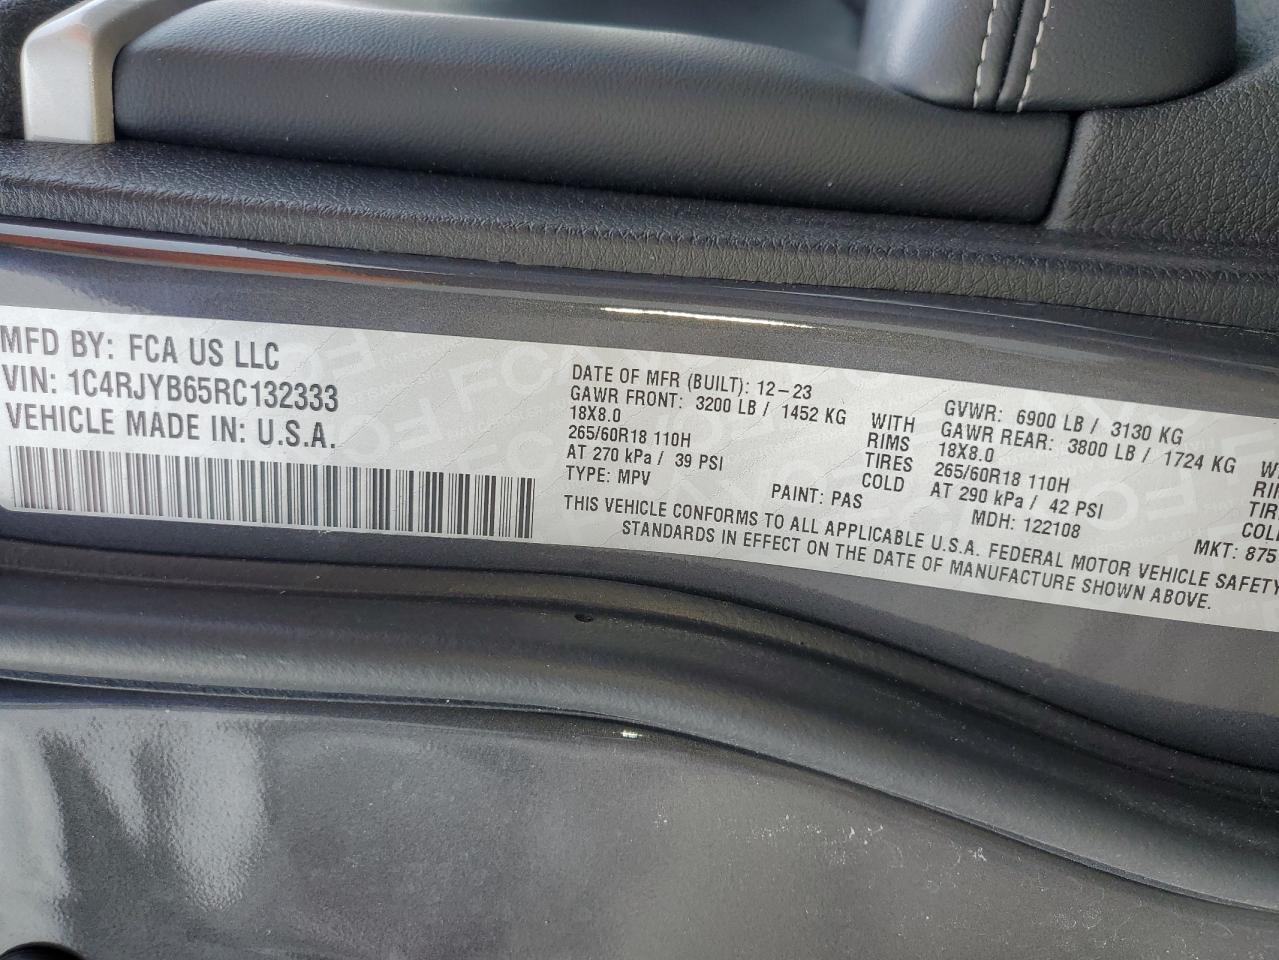 MFD BY: FCA US LLC
VIN: 1C4RJYB65RC132333
VEHICLE MADE IN: U.S.A.
DATE OF MFR (BUILT): 12-23
GAWR FRONT: 3200 LB / 1452 KG WITH
18X8.0 RIMS
265/60R18 110H TIRES
AT 270 kPa / 39 PSI COLD
TYPE: MPV PAINT: PAS
GVWR: 6900 LB / 3130 KG
GAWR REAR: 3800 LB / 1724 KG
18X8.0
265/60R18 110H
AT 290 kPa / 42 PSI
MDH: 122108 MKT: 875
THIS VEHICLE CONFORMS TO ALL APPLICABLE U.S.A. FEDERAL MOTOR VEHICLE SAFETY
STANDARDS IN EFFECT ON THE DATE OF MANUFACTURE SHOWN ABOVE.